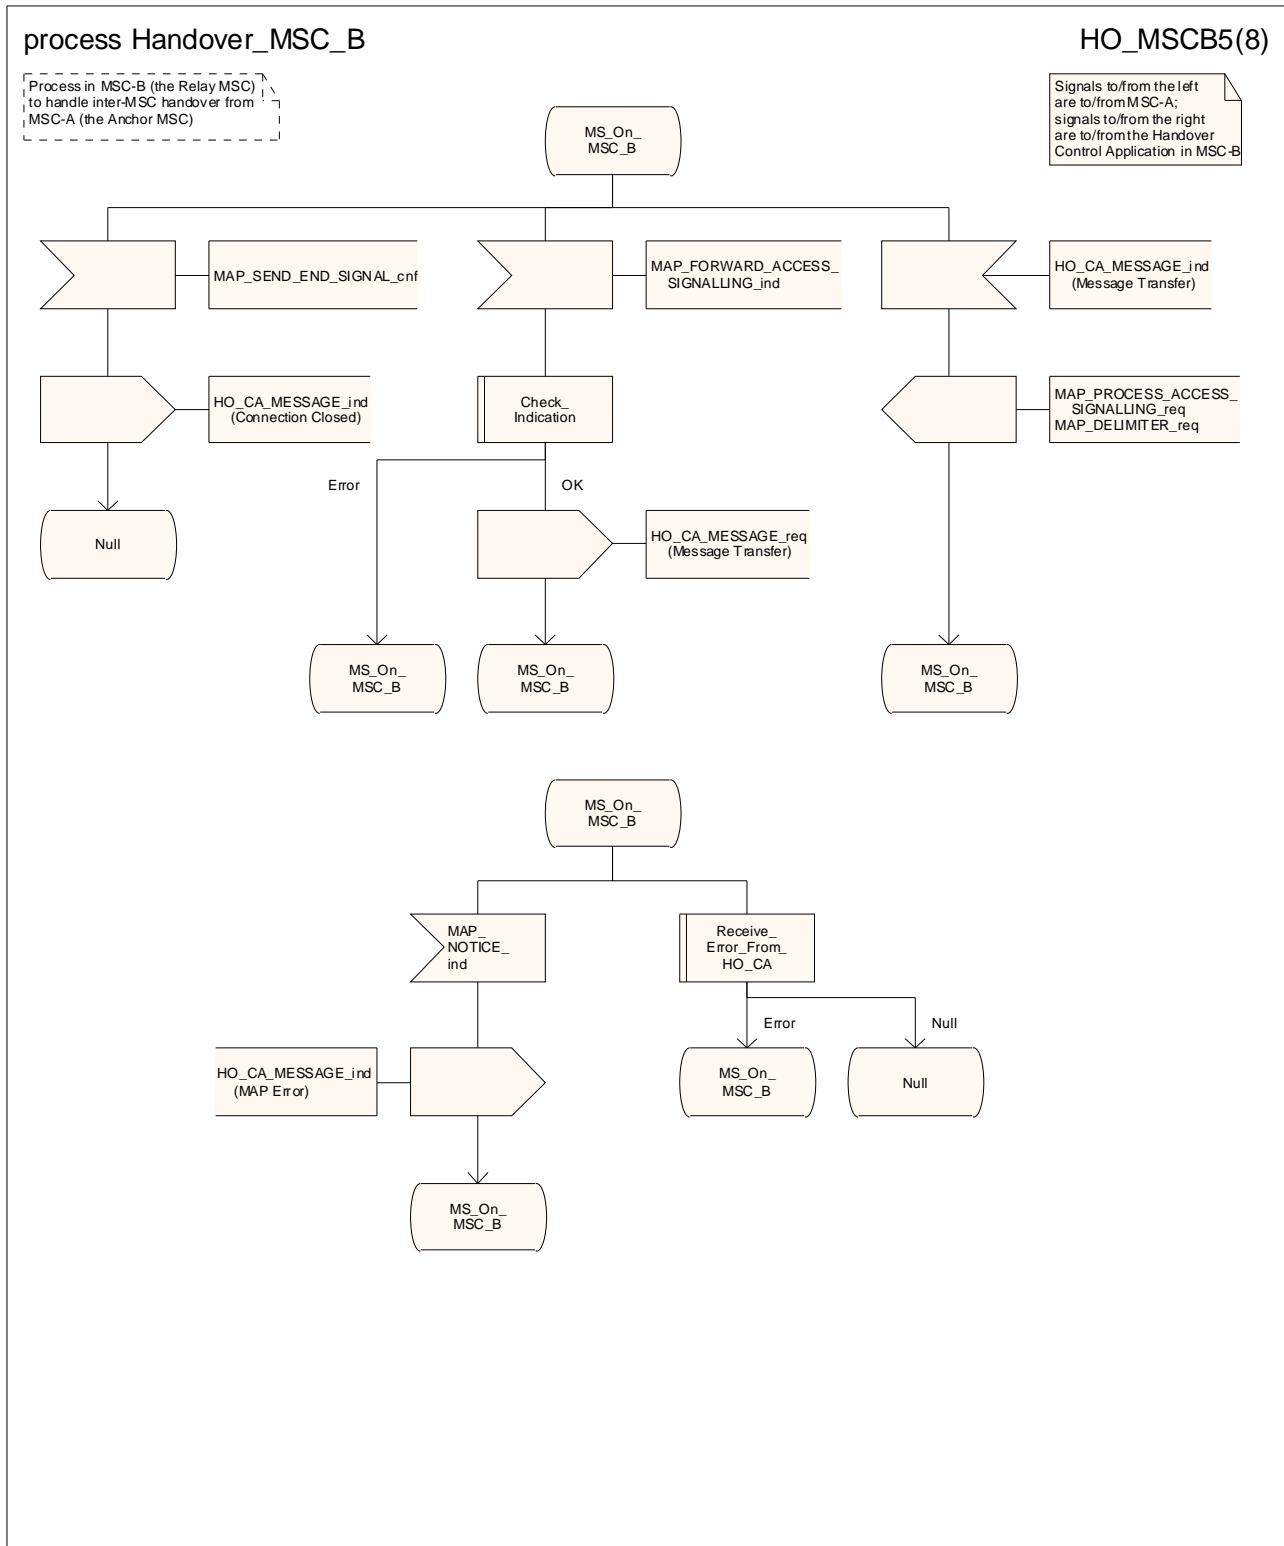 process Handover_MSC_B
HO_MSCB5(8)
Process in MSC-B (the Relay MSC)
to handle inter-MSC handover from
MSC-A (the Anchor MSC)
Signals to/from the left
are to/from MSC-A;
signals to/from the right
are to/from the Handover
Control Application in MSC-B
MS_On_
MSC_B
MAP_SEND_END_SIGNAL_cnf
MAP_FORWARD_ACCESS_
SIGNALLING_ind
HO_CA_MESSAGE_ind
(Message Transfer)
HO_CA_MESSAGE_ind
(Connection Closed)
Check_
Indication
MAP_PROCESS_ACCESS_
SIGNALLING_req
MAP_DELIMITER_req
Error
OK
Null
HO_CA_MESSAGE_req
(Message Transfer)
MS_On_
MSC_B
MS_On_
MSC_B
MS_On_
MSC_B
MS_On_
MSC_B
MAP_
NOTICE_
ind
Receive_
Error_From_
HO_CA
Error
Null
HO_CA_MESSAGE_ind
(MAP Error)
MS_On_
MSC_B
Null
MS_On_
MSC_B